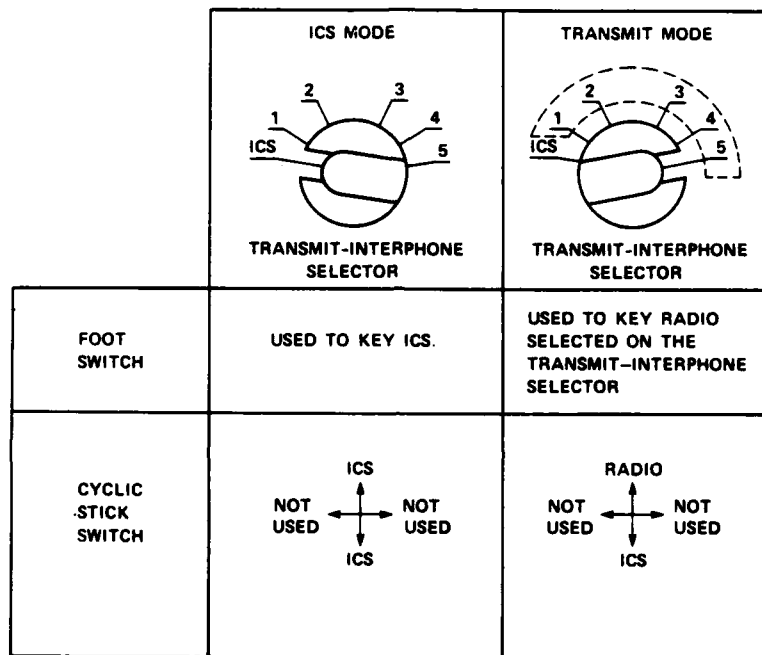 ICS MODE
2
3
1
4
ICS
5
TRANSMIT-INTERPHONE
SELECTOR
TRANSMIT MODE
2
3
1
4
ICS
5
TRANSMIT-INTERPHONE
SELECTOR
FOOT
SWITCH
USED TO KEY ICS.
USED TO KEY RADIO
SELECTED ON THE
TRANSMIT-INTERPHONE
SELECTOR
CYCLIC
STICK
SWITCH
ICS
NOT
USED
NOT
USED
ICS
RADIO
NOT
USED
NOT
USED
ICS